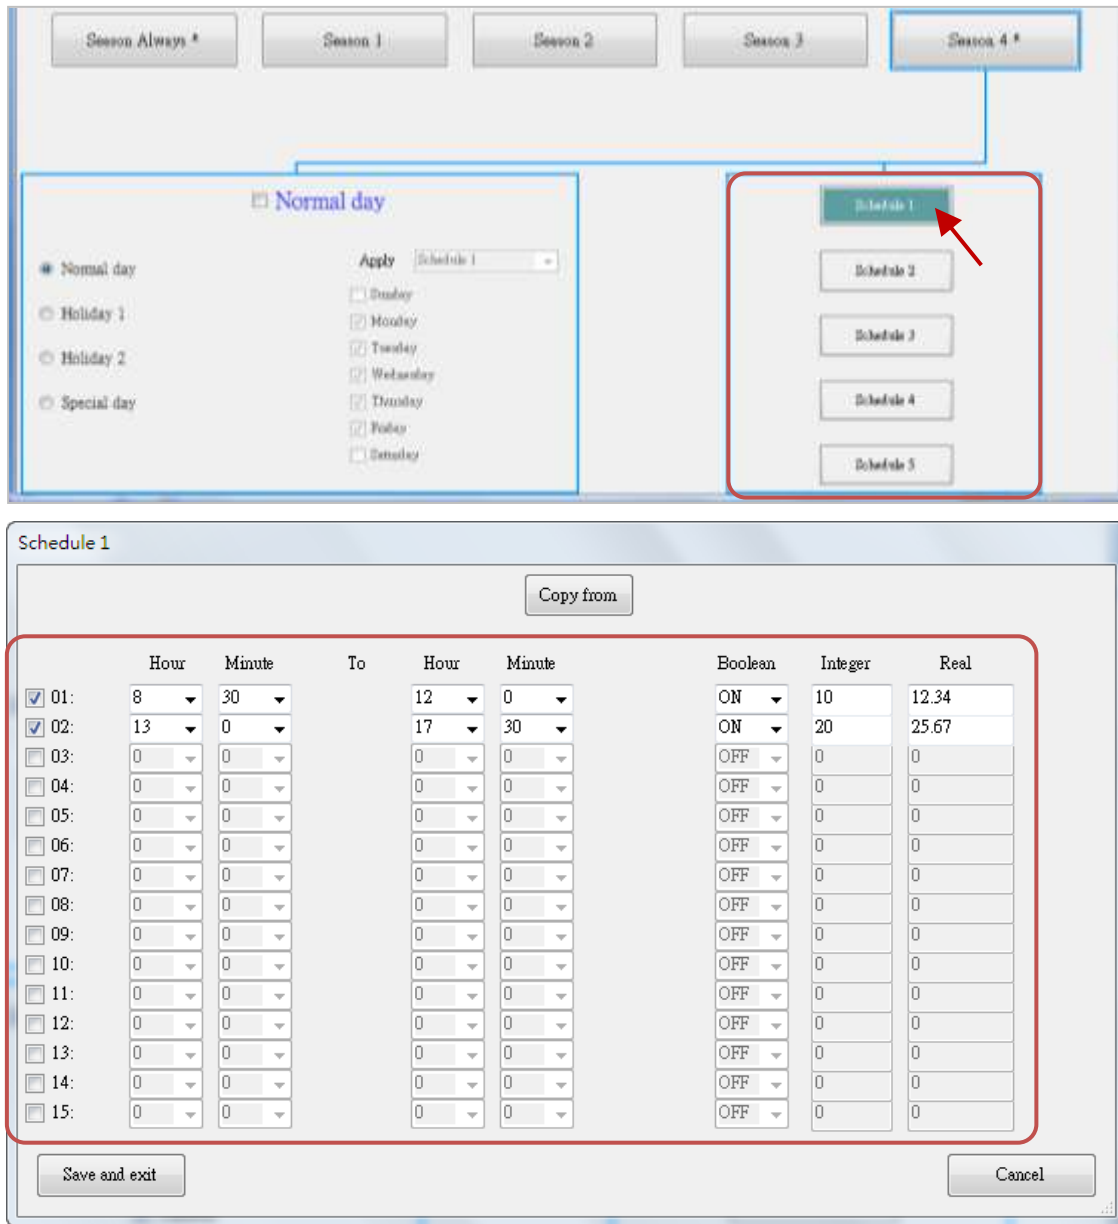 Season Always * Season 1 Season 2 Season 3 Season 4 *
Normal day
Schedule 1
Apply Schedule 1
Normal day
Sunday
Schedule 2
Holiday 1
Monday
Tuesday
Schedule 3
Holiday 2
Wednesday
Special day
Thursday
Schedule 4
Friday
Saturday
Schedule 5
Schedule 1
Copy from
Hour Minute To Hour Minute Boolean Integer Real
01: 8 30 12 0 ON 10 12.34
02: 13 0 17 30 ON 20 25.67
03: 0 0 0 0 OFF 0 0
04: 0 0 0 0 OFF 0 0
05: 0 0 0 0 OFF 0 0
06: 0 0 0 0 OFF 0 0
07: 0 0 0 0 OFF 0 0
08: 0 0 0 0 OFF 0 0
09: 0 0 0 0 OFF 0 0
10: 0 0 0 0 OFF 0 0
11: 0 0 0 0 OFF 0 0
12: 0 0 0 0 OFF 0 0
13: 0 0 0 0 OFF 0 0
14: 0 0 0 0 OFF 0 0
15: 0 0 0 0 OFF 0 0
Save and exit Cancel